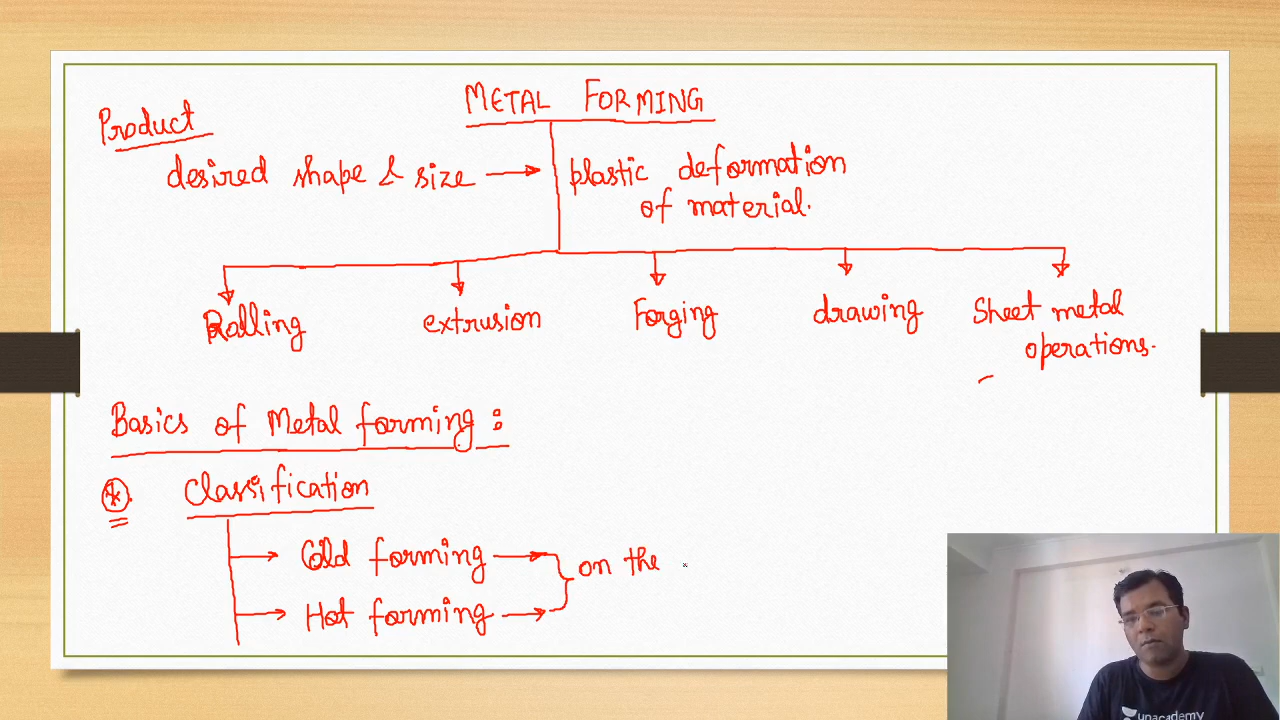 METAL FORMING
Product
desired shape & size → plastic deformation
of material.
Rolling extrusion Forging drawing Sheet metal
operations.
Basics of Metal forming :
* Classification
Cold forming
on the
Hot forming
unacademy